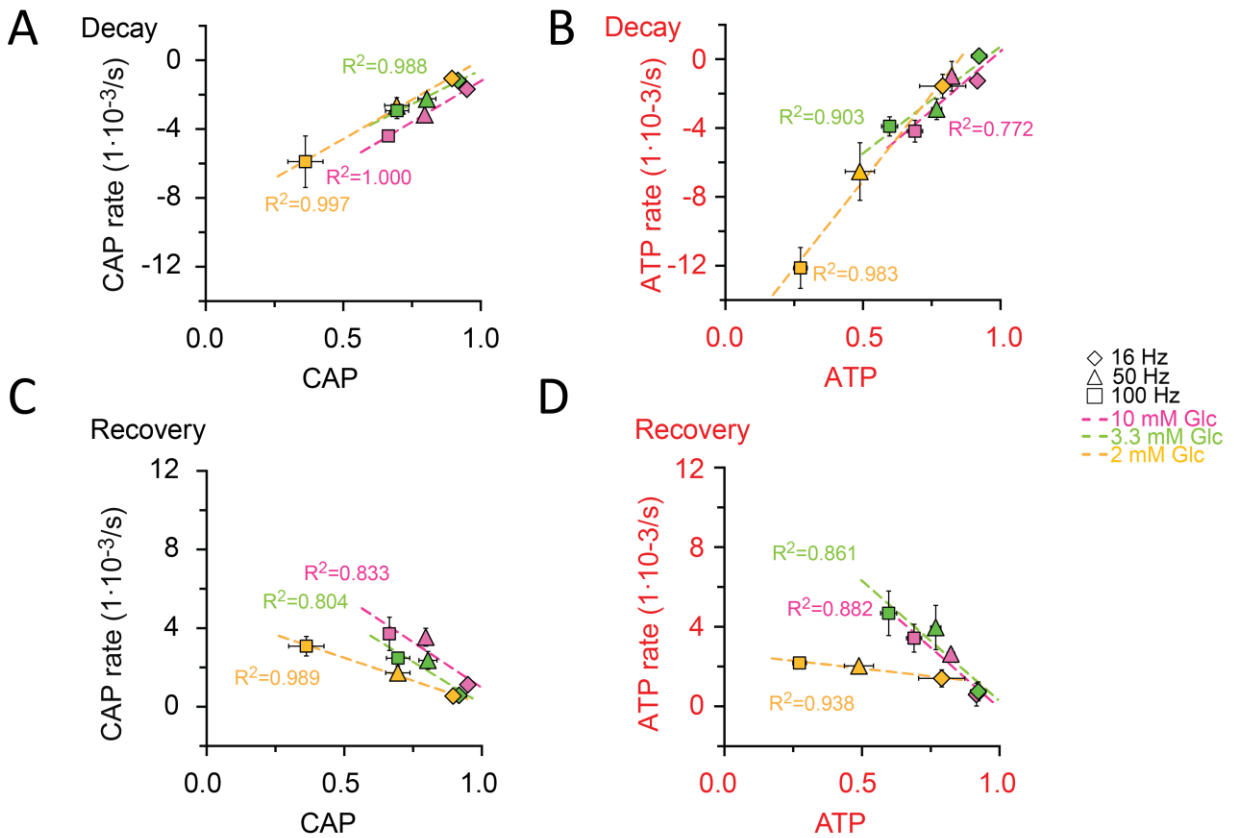 A
Decay
0
-4
-8
-12
CAP rate (1·10⁻³/s)
R²=0.988
R²=1.000
R²=0.997
0.0
0.5
1.0
CAP
B
Decay
0
-4
-8
-12
ATP rate (1·10-3/s)
R²=0.903
R²=0.772
R²=0.983
0.0
0.5
1.0
ATP
16 Hz
50 Hz
100 Hz
10 mM Glc
3.3 mM Glc
2 mM Glc
C
Recovery
12
8
4
0
CAP rate (1·10⁻³/s)
R²=0.833
R²=0.804
R²=0.989
0.0
0.5
1.0
CAP
D
Recovery
12
8
4
0
ATP rate (1·10-3/s)
R²=0.861
R²=0.882
R²=0.938
0.0
0.5
1.0
ATP